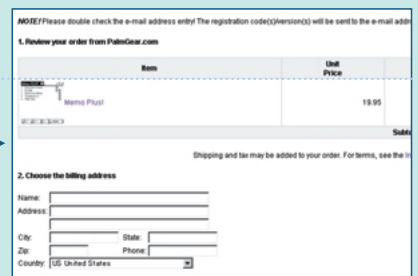 NOTE! Please double check the e-mail address entry! The registration code(s)/version(s) will be sent to the e-mail addr
1. Review your order from PalmGear.com
Item Unit Price
Memo Plus! 19.95
Subto
Shipping and tax may be added to your order. For terms, see the In
2. Choose the billing address
Name:
Address:
City: State:
Zip: Phone:
Country: US United States